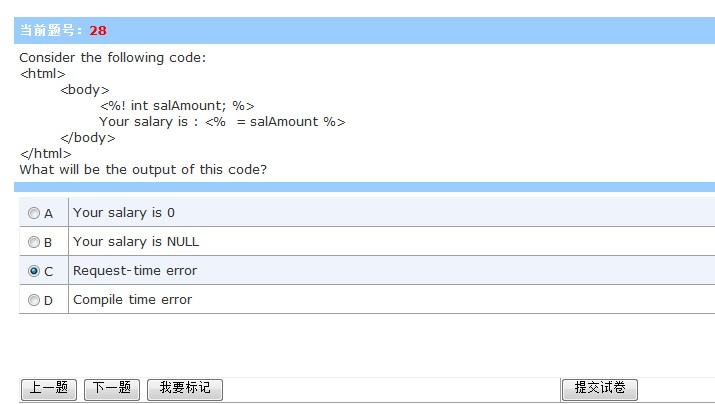 当前题号：28
Consider the following code:
<html>
<body>
<%! int salAmount; %>
Your salary is : <%  = salAmount %>
</body>
</html>
What will be the output of this code?
A Your salary is 0
B Your salary is NULL
C Request-time error
D Compile time error
上一题 下一题 我要标记 提交试卷